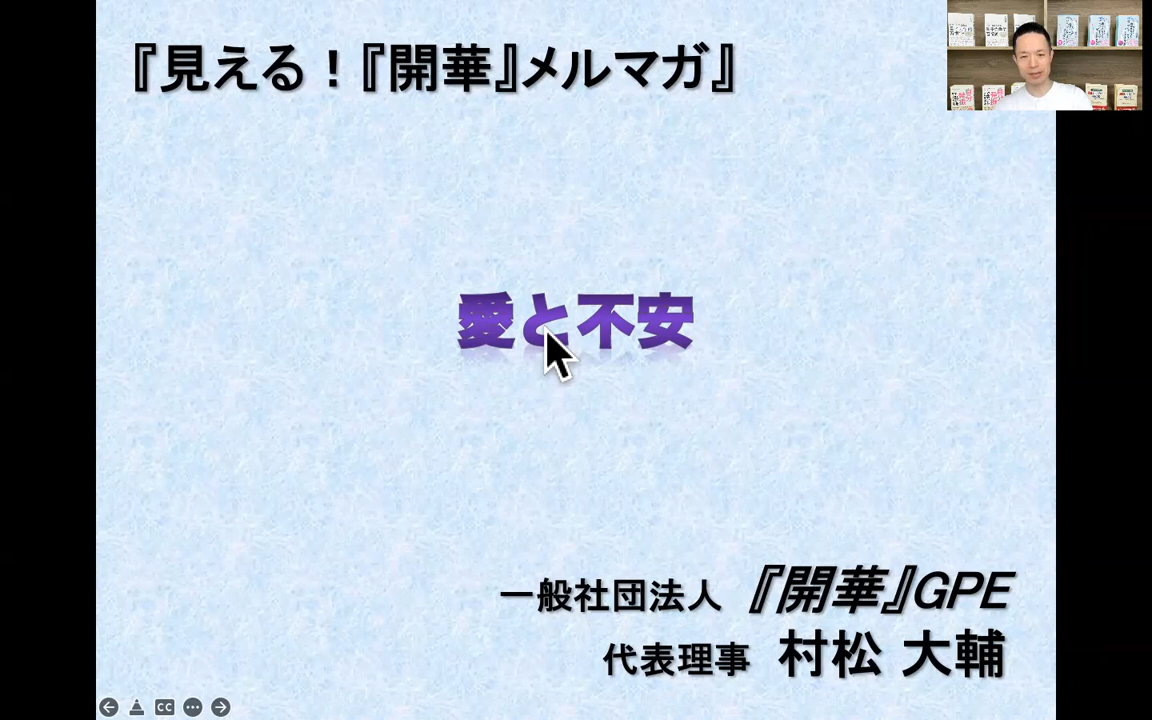 『見える！『開華』メルマガ』
愛と不安
一般社団法人 『開華』GPE
代表理事 村松 大輔
CC